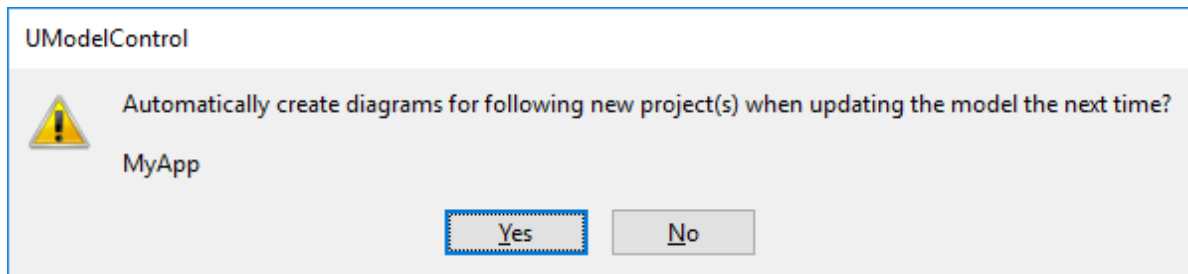 UModelControl
Automatically create diagrams for following new project(s) when updating the model the next time?
MyApp
Yes No